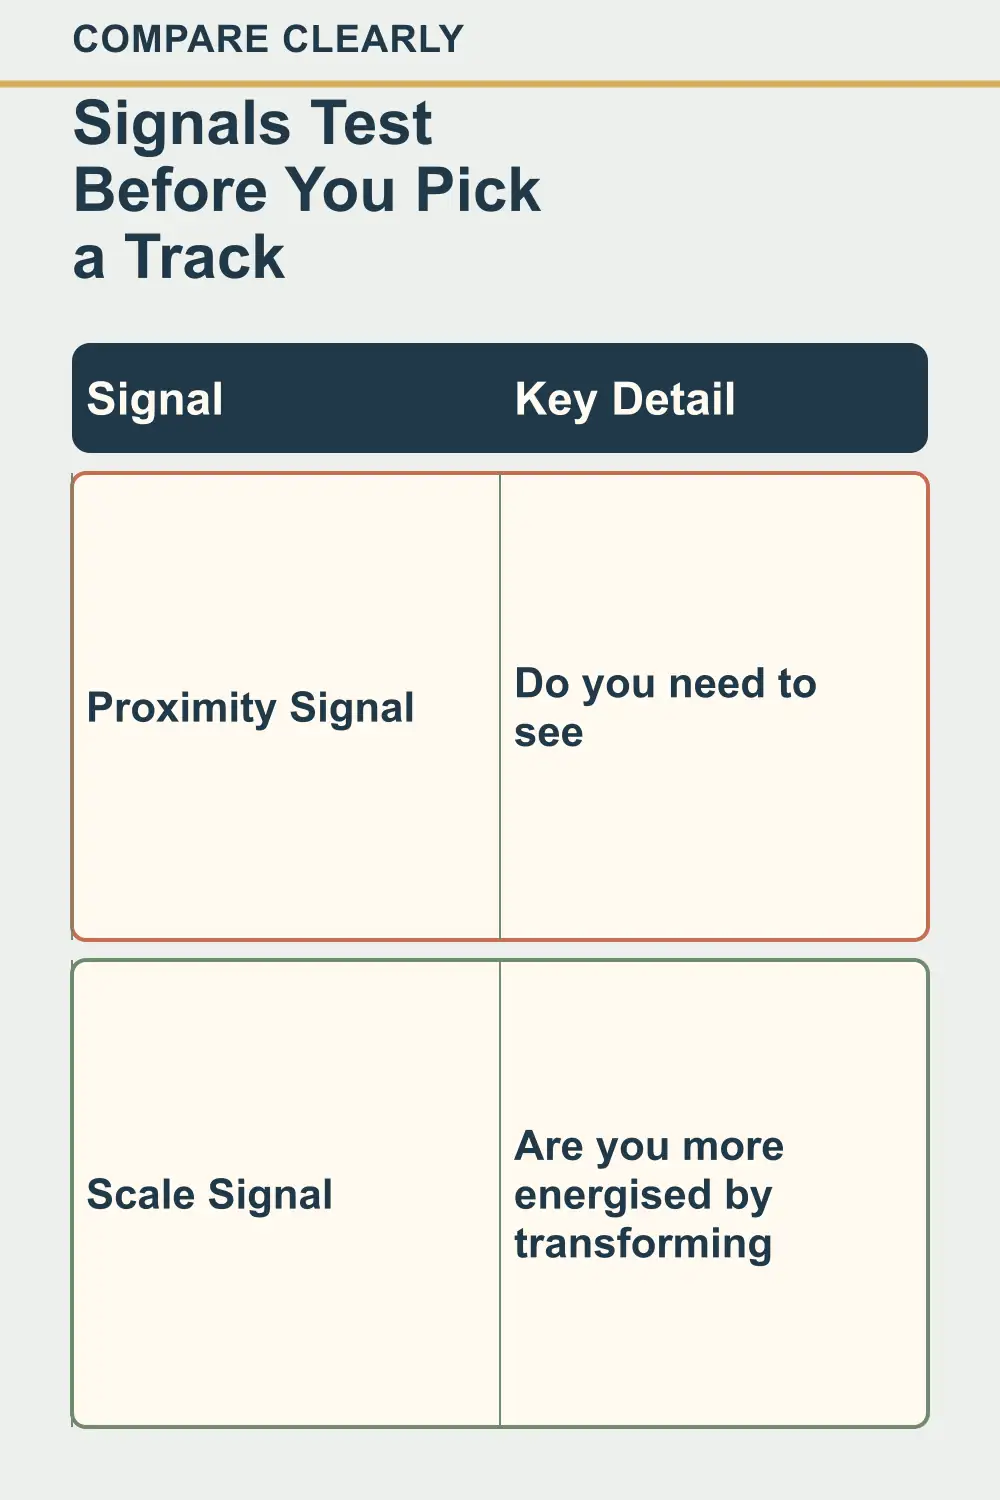 COMPARE CLEARLY
Signals Test
Before You Pick
a Track
Signal
Key Detail
Proximity Signal
Do you need to
see
Scale Signal
Are you more
energised by
transforming